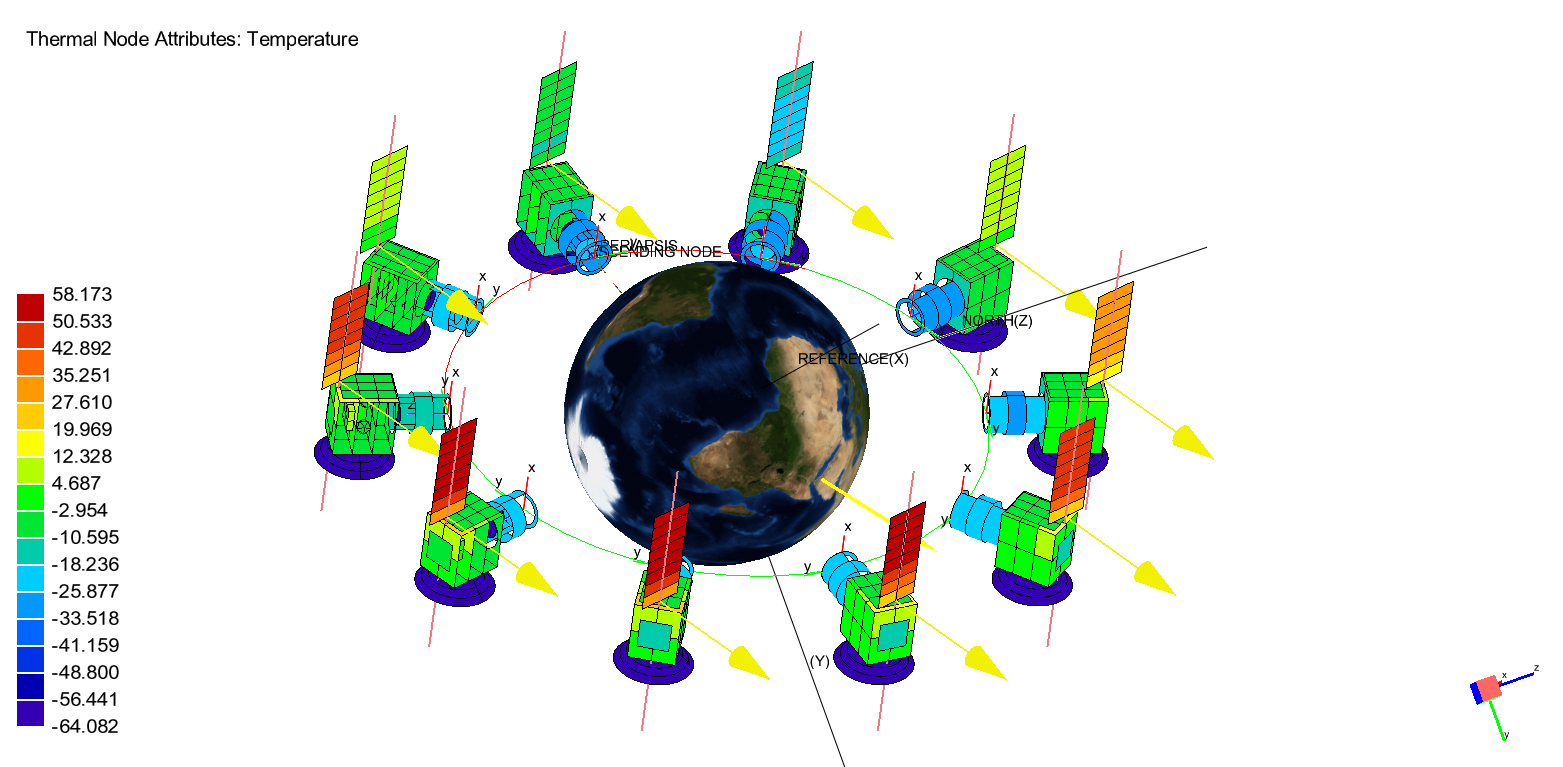 Thermal Node Attributes: Temperature
x
PERIAPSIS
x
y
x
58.173
50.533
NORTH(Z)
42.892
REFERENCE(X)
35.251
y
x
x
27.610
19.969
y
12.328
x
x
4.687
y
-2.954
y
x
-10.595
y
y
-18.236
-25.877
-33.518
-41.159
(Y)
-48.800
x
z
-56.441
-64.082
y